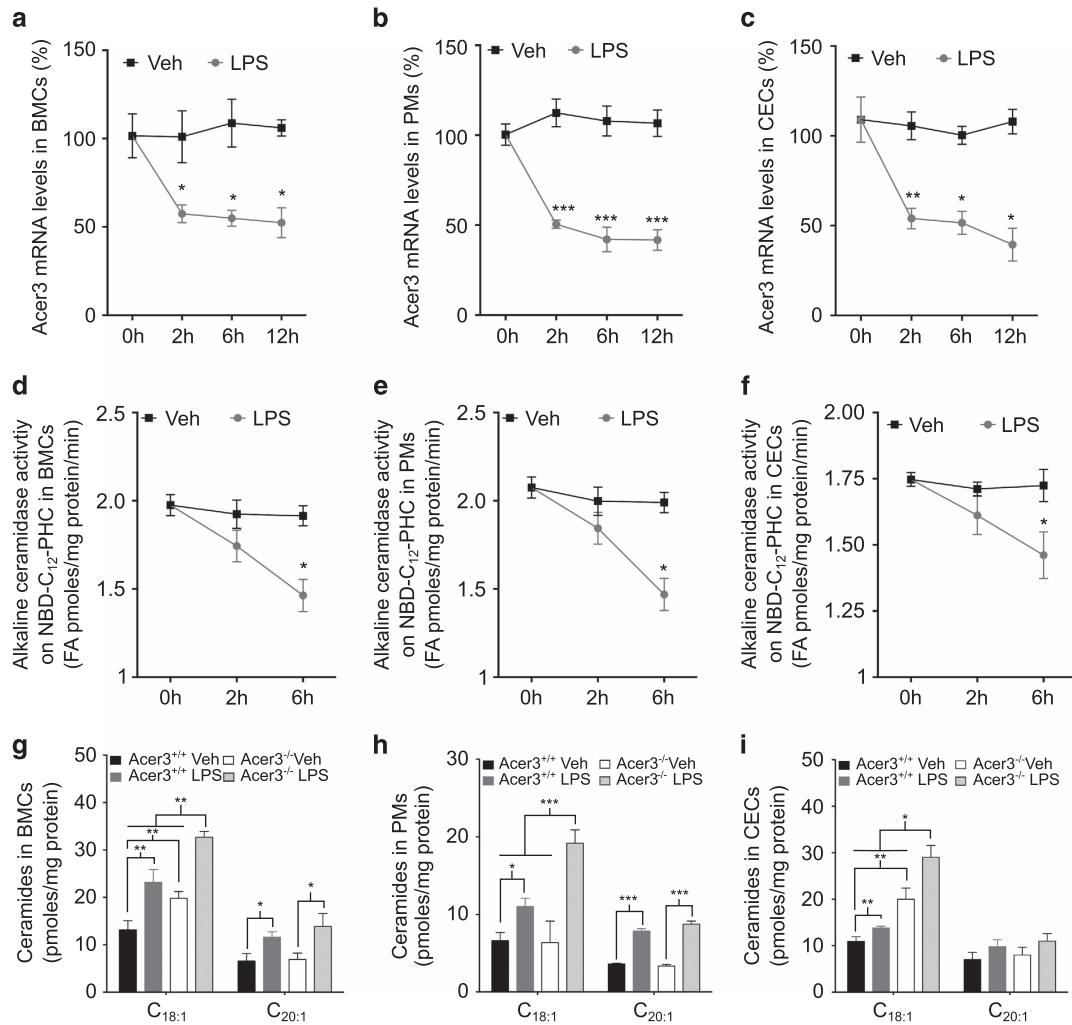 a
Acer3 mRNA levels in BMCs (%)
150
100
50
0
Veh
LPS
*
*
*
0h 2h 6h 12h
b
Acer3 mRNA levels in PMs (%)
150
100
50
0
Veh
LPS
***
***
***
0h 2h 6h 12h
c
Acer3 mRNA levels in CECs (%)
150
100
50
0
Veh
LPS
**
*
*
0h 2h 6h 12h
d
Alkaline ceramidase activtiy
on NBD-C12-PHC in BMCs
(FA pmoles/mg protein/min)
2.5
2.0
1.5
1
Veh
LPS
*
0h 2h 6h
e
Alkaline ceramidase activtiy
on NBD-C12-PHC in PMs
(FA pmoles/mg protein/min)
2.5
2.0
1.5
1
Veh
LPS
*
0h 2h 6h
f
Alkaline ceramidase activtiy
on NBD-C12-PHC in CECs
(FA pmoles/mg protein/min)
2.00
1.75
1.50
1.25
1
Veh
LPS
*
0h 2h 6h
g
Ceramides in BMCs
(pmoles/mg protein)
50
40
30
20
10
0
Acer3+/+ Veh Acer3-/-Veh
Acer3+/+ LPS Acer3-/- LPS
**
**
**
*
*
C18:1 C20:1
h
Ceramides in PMs
(pmoles/mg protein)
30
20
10
0
Acer3+/+ Veh Acer3-/-Veh
Acer3+/+ LPS Acer3-/- LPS
***
*
***
***
C18:1 C20:1
i
Ceramides in CECs
(pmoles/mg protein)
50
40
30
20
10
0
Acer3+/+ Veh Acer3-/-Veh
Acer3+/+ LPS Acer3-/- LPS
*
**
**
C18:1 C20:1